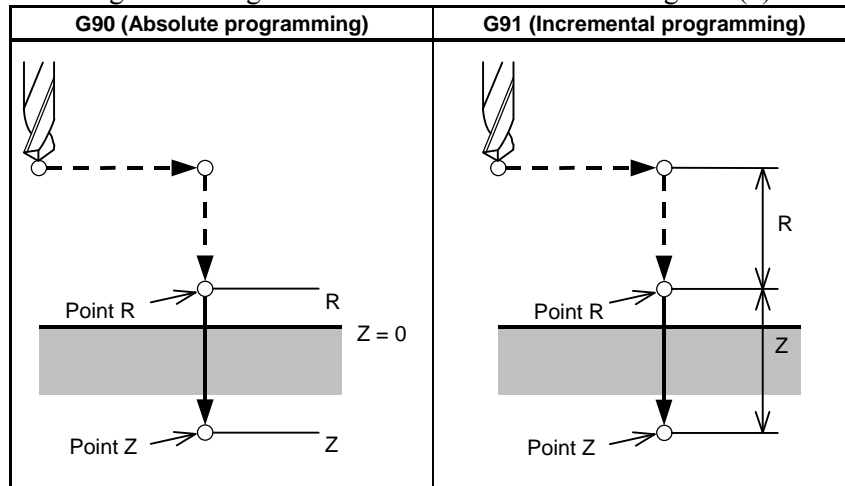 G90 (Absolute programming)
G91 (Incremental programming)
R
Point R
R
Point R
Z = 0
Z
Point Z
Z
Point Z